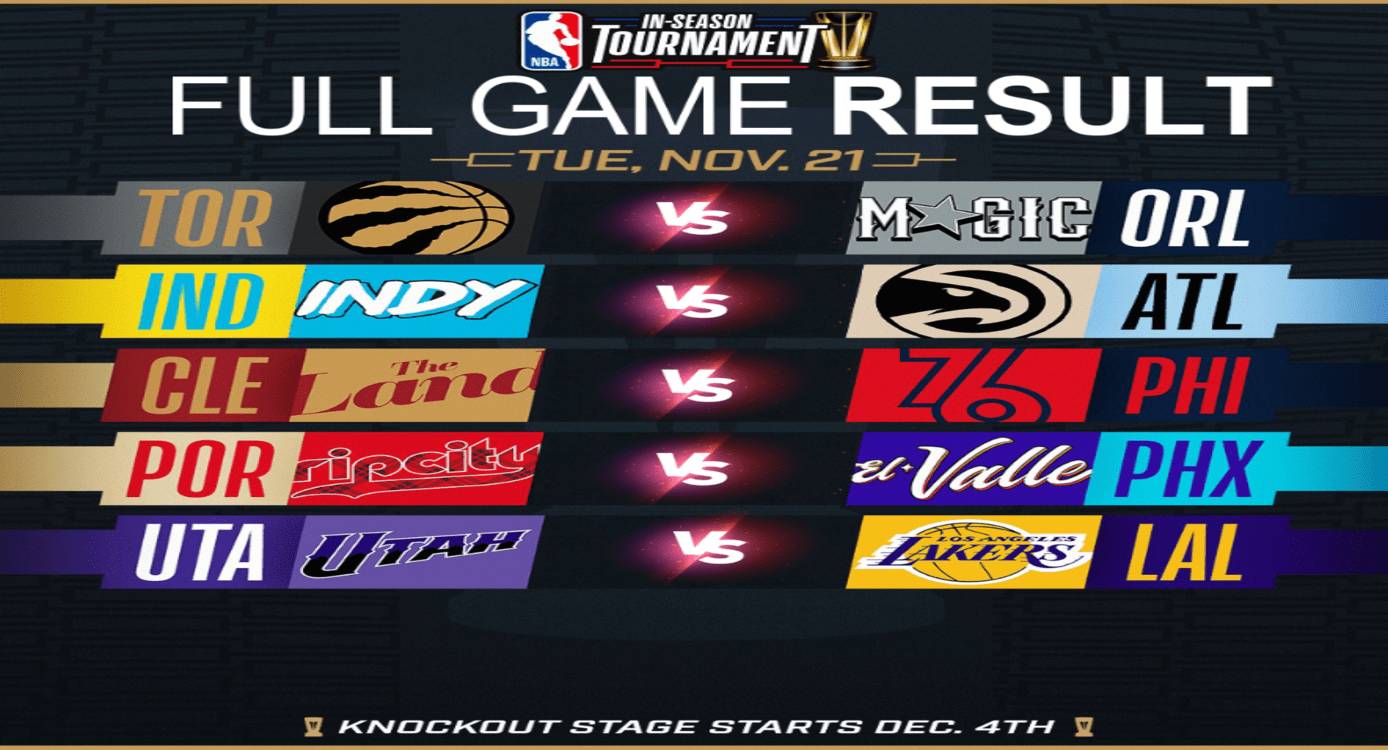 IN-SEASON
NBA TOURNAMENT
FULL GAME RESULT
TUE, NOV. 21
TOR VS MAGIC ORL
IND INDY VS ATL
CLE The Land VS 76 PHI
POR ripcity VS El Valle PHX
UTA UTAH VS LOS ANGELES LAKERS LAL
KNOCKOUT STAGE STARTS DEC. 4TH